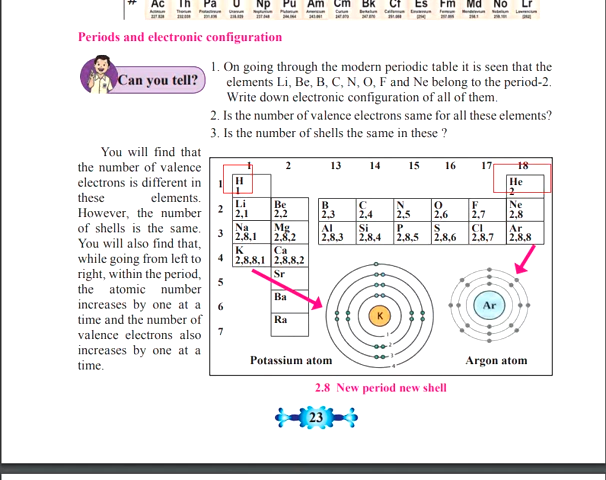 # Ac Th Pa U Np Pu Am Cm Bk Cf Es Fm Md No Lr
Periods and electronic configuration
Can you tell?
1. On going through the modern periodic table it is seen that the
elements Li, Be, B, C, N, O, F and Ne belong to the period-2.
Write down electronic configuration of all of them.
2. Is the number of valence electrons same for all these elements?
3. Is the number of shells the same in these ?
You will find that
the number of valence
electrons is different in
these elements.
However, the number
of shells is the same.
You will also find that,
while going from left to
right, within the period,
the atomic number
increases by one at a
time and the number of
valence electrons also
increases by one at a
time.
1 2 13 14 15 16 17 18
1 H He
1 2
2 Li Be B C N O F Ne
2,1 2,2 2,3 2,4 2,5 2,6 2,7 2,8
3 Na Mg Al Si P S Cl Ar
2,8,1 2,8,2 2,8,3 2,8,4 2,8,5 2,8,6 2,8,7 2,8,8
4 K Ca
2,8,8,1 2,8,8,2
5 Sr
6 Ba
7 Ra
K
1
2
3
4
Ar
Potassium atom Argon atom
2.8 New period new shell
23